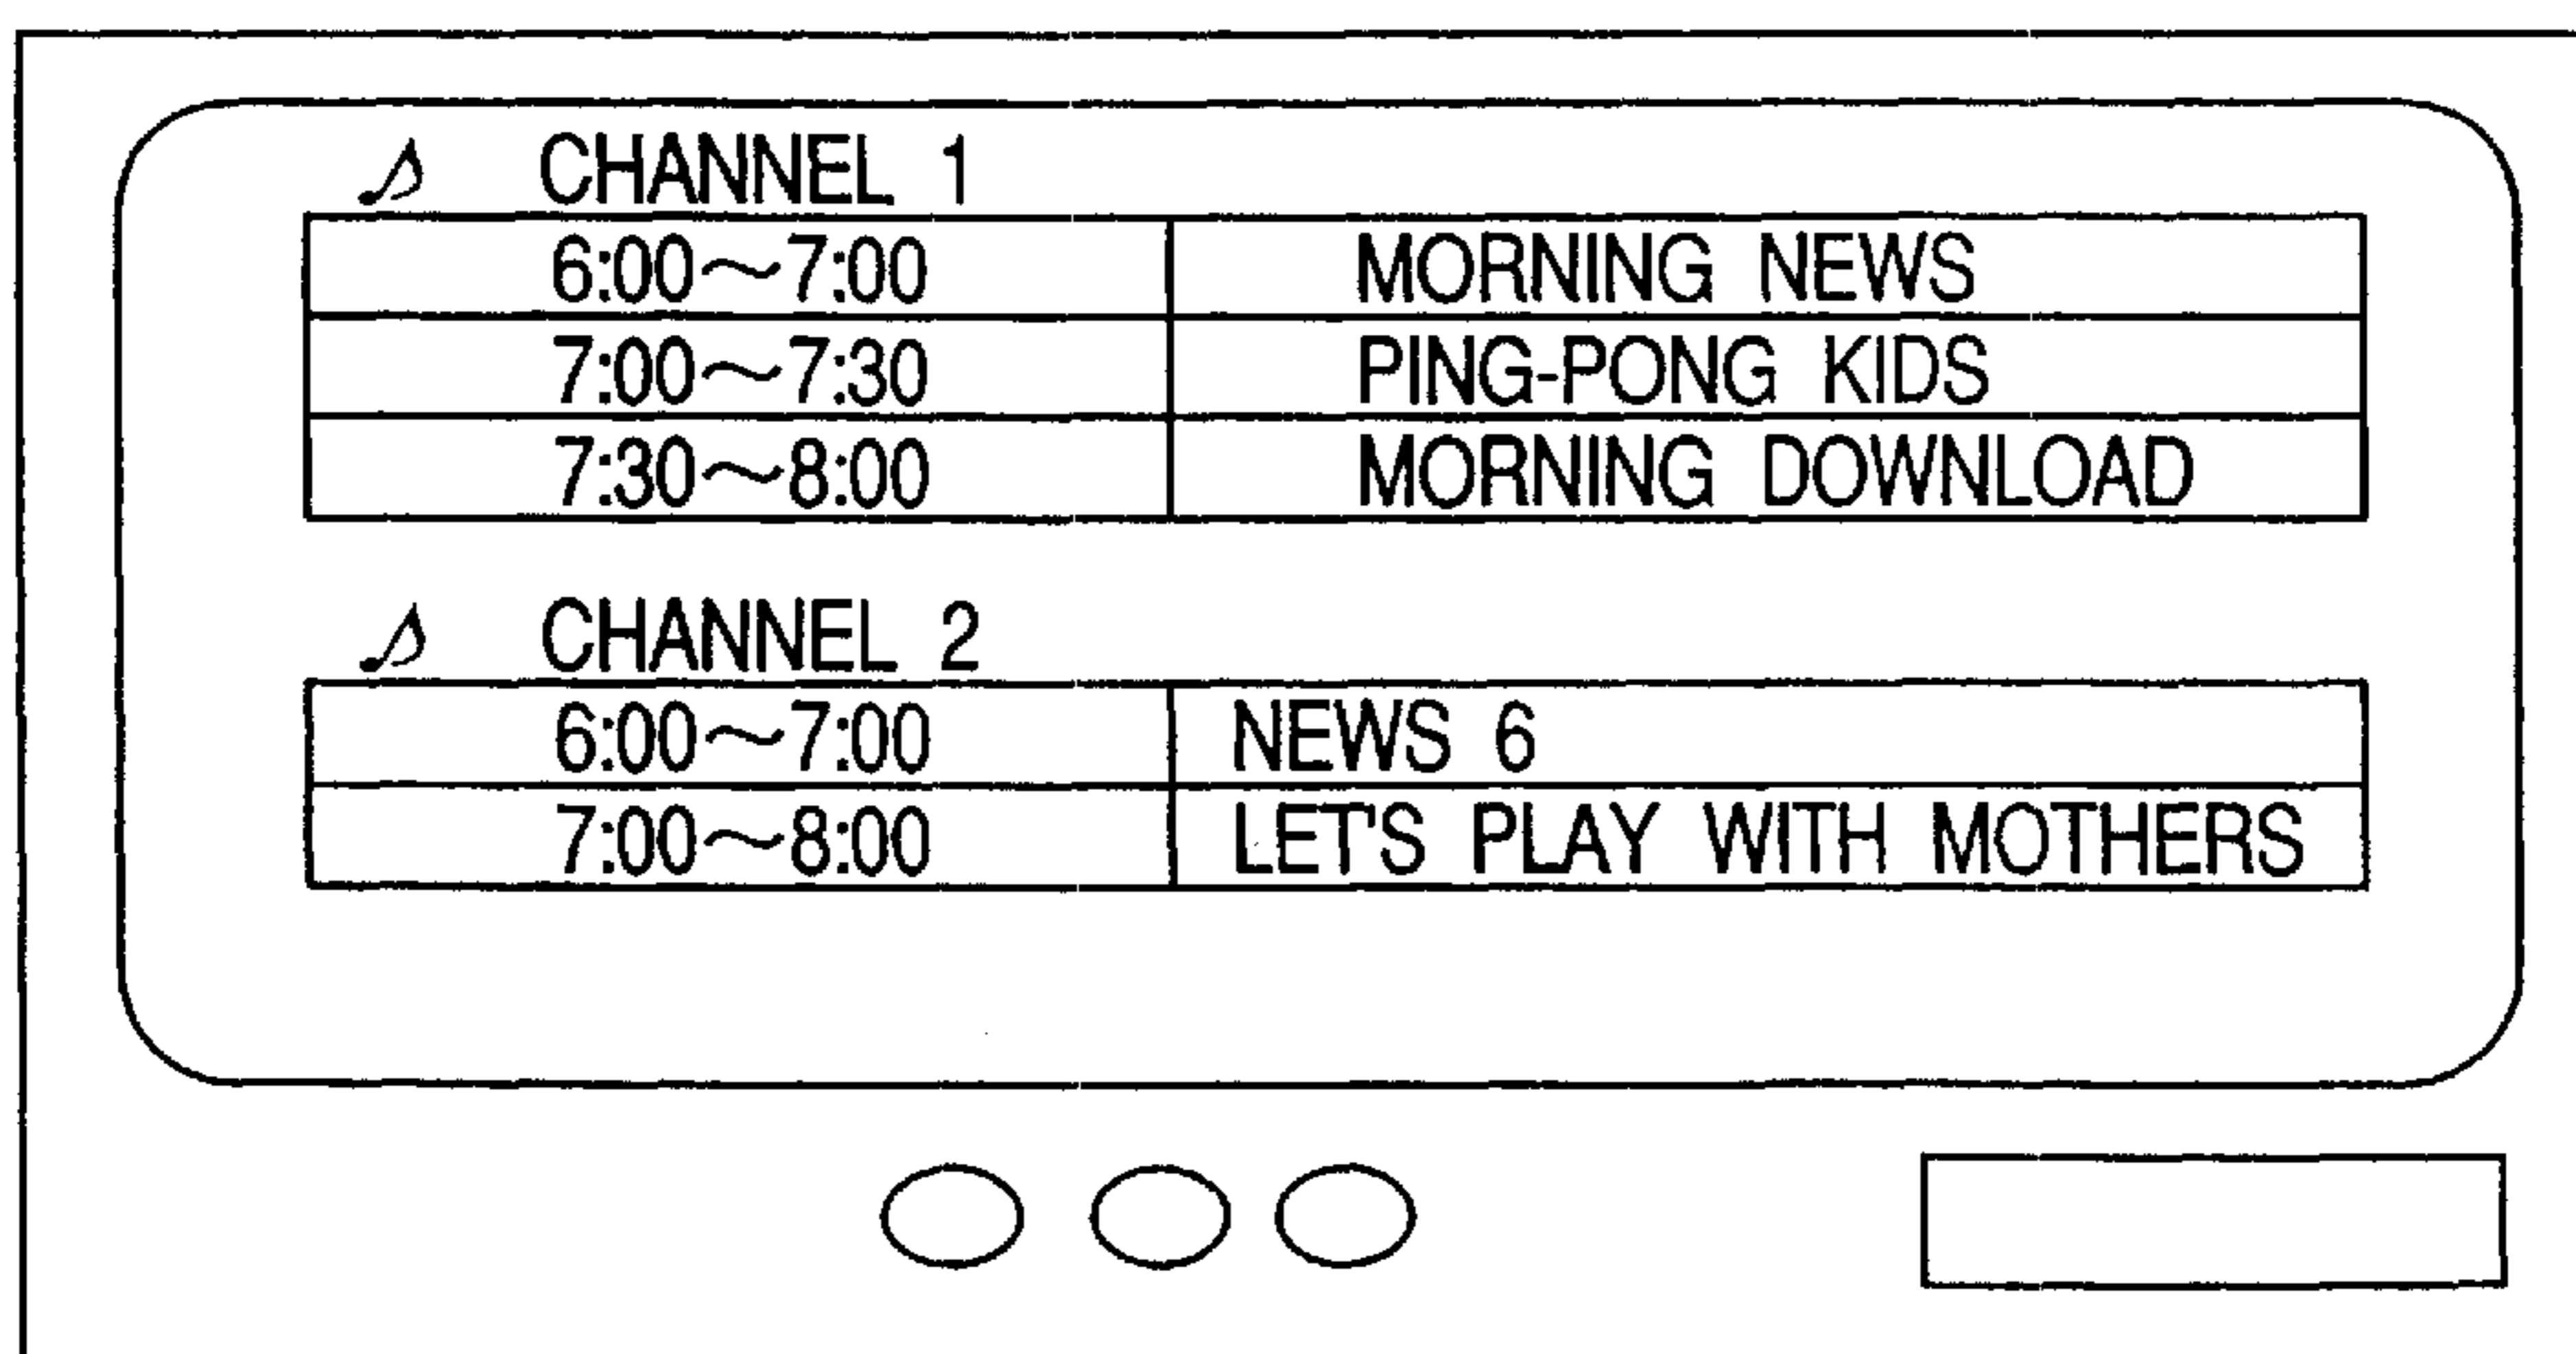 ♪ CHANNEL 1
6:00~7:00 MORNING NEWS
7:00~7:30 PING-PONG KIDS
7:30~8:00 MORNING DOWNLOAD
♪ CHANNEL 2
6:00~7:00 NEWS 6
7:00~8:00 LET'S PLAY WITH MOTHERS